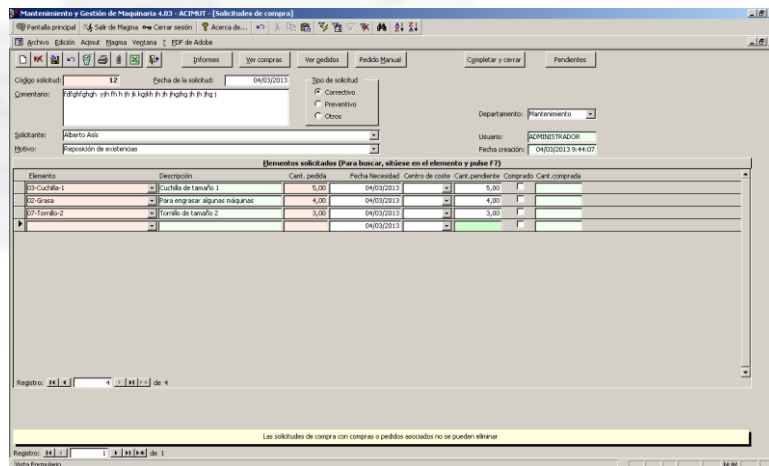 Mantenimiento y Gestión de Maquinaria 4.03 - ACIMUT - [Solicitudes de compra]
Pantalla principal Salir de Magma Cerrar sesión Acerca de...
Archivo Edición Acimut Magma Ventana ? PDF de Adobe
Informes Ver compras Ver pedidos Pedido Manual Completar y cerrar Pendientes
Código solicitud: 12 Fecha de la solicitud: 04/03/2013 Tipo de solicitud
Correctivo
Comentario:
Preventivo
Otros
Departamento: Mantenimiento
Solicitante: Alberto Asís
Usuario: ADMINISTRADOR
Motivo: Reposición de existencias
Fecha creación: 04/03/2013 9:44:07
Elementos solicitados (Para buscar, sitúese en el elemento y pulse F7)
Elemento Descripción Cant. pedida Fecha Necesidad Centro de coste Cant.pendiente Comprado Cant.comprada
03-Cuchilla-1 Cuchilla de tamaño 1 5,00 04/03/2013 5,00
02-Grasa Para engrasar algunas máquinas 4,00 04/03/2013 4,00
07-Tornillo-2 Tornillo de tamaño 2 3,00 04/03/2013 3,00
04/03/2013
Registro: 4 de 4
Las solicitudes de compra con compras o pedidos asociados no se pueden eliminar
Registro: 1 de 1
Vista Formulario NUM